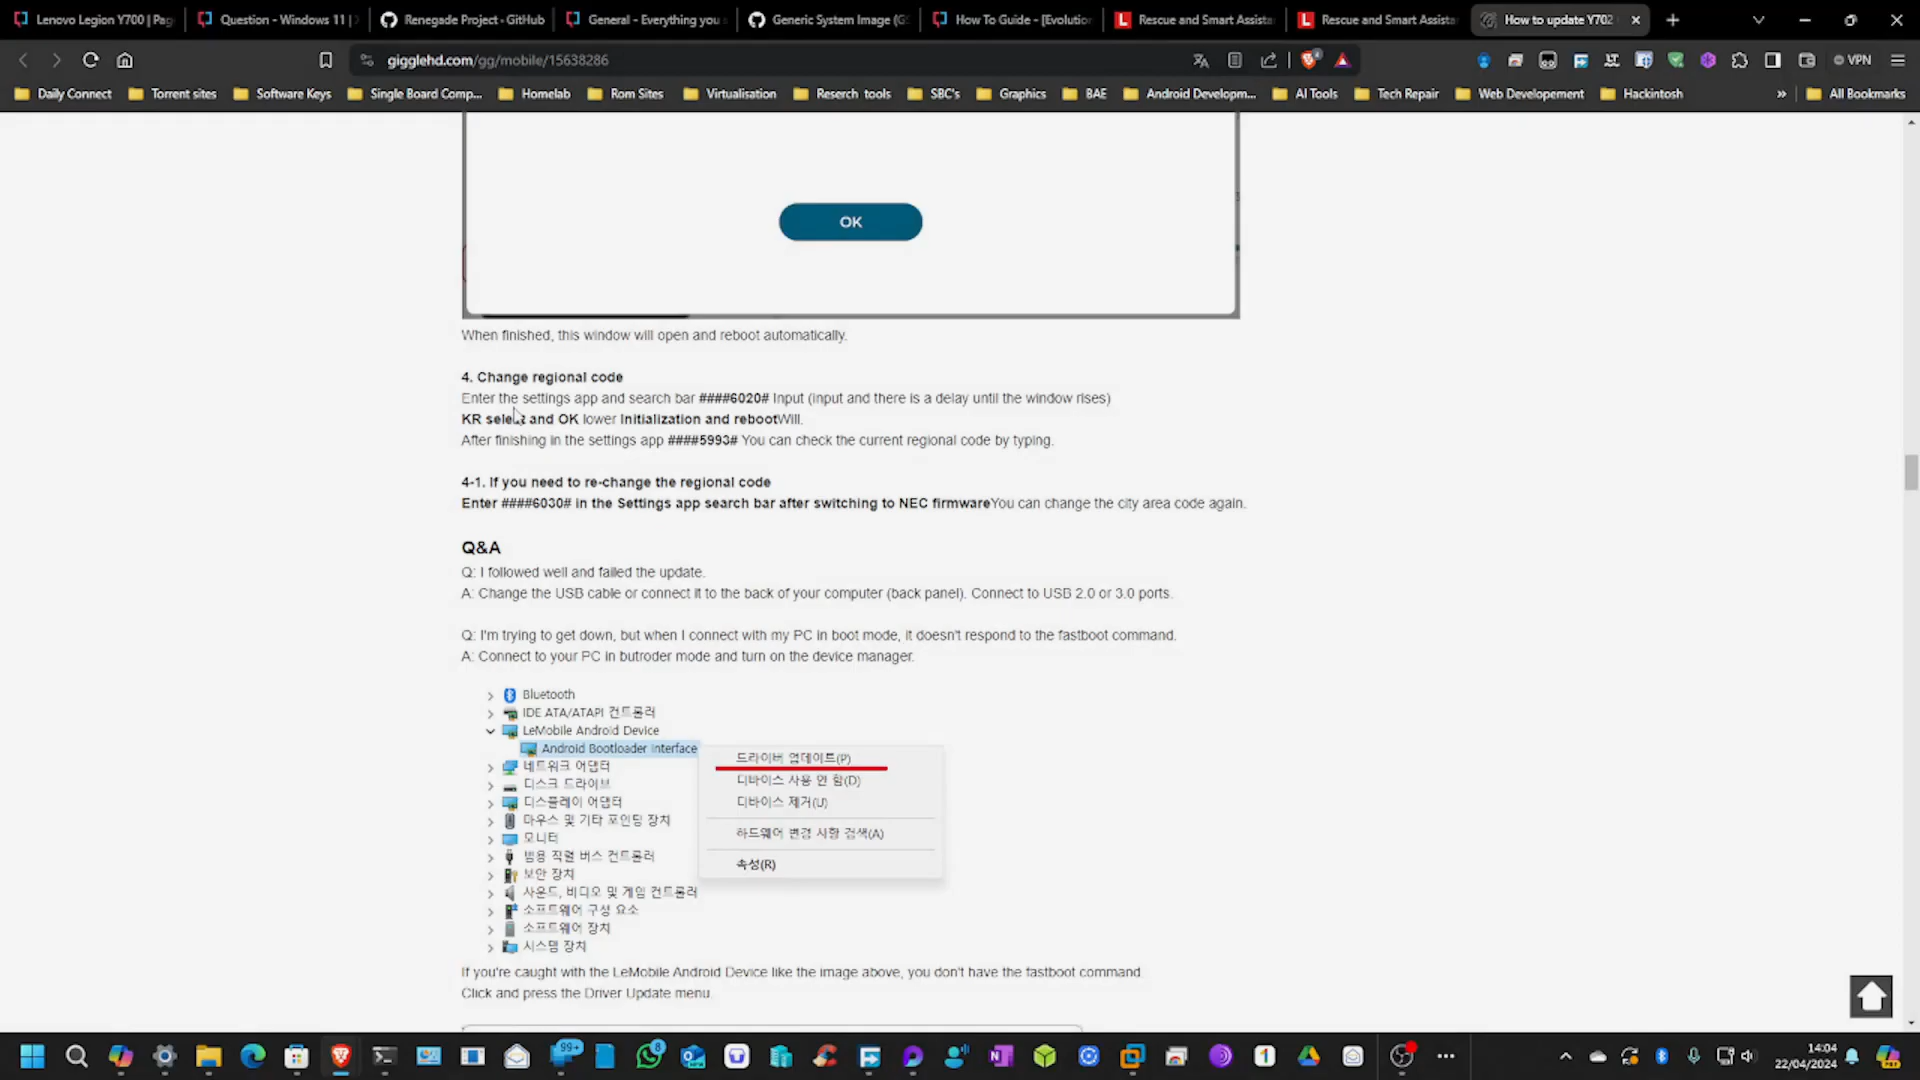 Lenovo Legion Y700 | Pag
Question - Windows 11 |
Renegade Project · GitHub
General - Everything you
Generic System Image (G
How To Guide - [Evolution
Rescue and Smart Assista
Rescue and Smart Assista
How to update Y702
gigglehd.com/gg/mobile/15638286
VPN
Daily Connect
Torrent sites
Software Keys
Single Board Comp...
Homelab
Rom Sites
Virtualisation
Reserch tools
SBC's
Graphics
BAE
Android Developm...
AI Tools
Tech Repair
Web Developement
Hackintosh
»
All Bookmarks
OK
When finished, this window will open and reboot automatically.
4. Change regional code
Enter the settings app and search bar ####6020# Input (input and there is a delay until the window rises)
KR select and OK lower Initialization and rebootWill.
After finishing in the settings app ####5993# You can check the current regional code by typing.
4-1. If you need to re-change the regional code
Enter ####6030# in the Settings app search bar after switching to NEC firmwareYou can change the city area code again.
Q&A
Q: I followed well and failed the update.
A: Change the USB cable or connect it to the back of your computer (back panel). Connect to USB 2.0 or 3.0 ports.
Q: I'm trying to get down, but when I connect with my PC in boot mode, it doesn't respond to the fastboot command.
A: Connect to your PC in butroder mode and turn on the device manager.
Bluetooth
IDE ATA/ATAPI 컨트롤러
LeMobile Android Device
Android Bootloader Interface
네트워크 어댑터
디스크 드라이브
디스플레이 어댑터
마우스 및 기타 포인팅 장치
모니터
범용 직렬 버스 컨트롤러
보안 장치
사운드, 비디오 및 게임 컨트롤러
소프트웨어 구성 요소
소프트웨어 장치
시스템 장치
드라이버 업데이트(P)
디바이스 사용 안 함(D)
디바이스 제거(U)
하드웨어 변경 사항 검색(A)
속성(R)
If you're caught with the LeMobile Android Device like the image above, you don't have the fastboot command
Click and press the Driver Update menu.
99+
8
14:04
22/04/2024